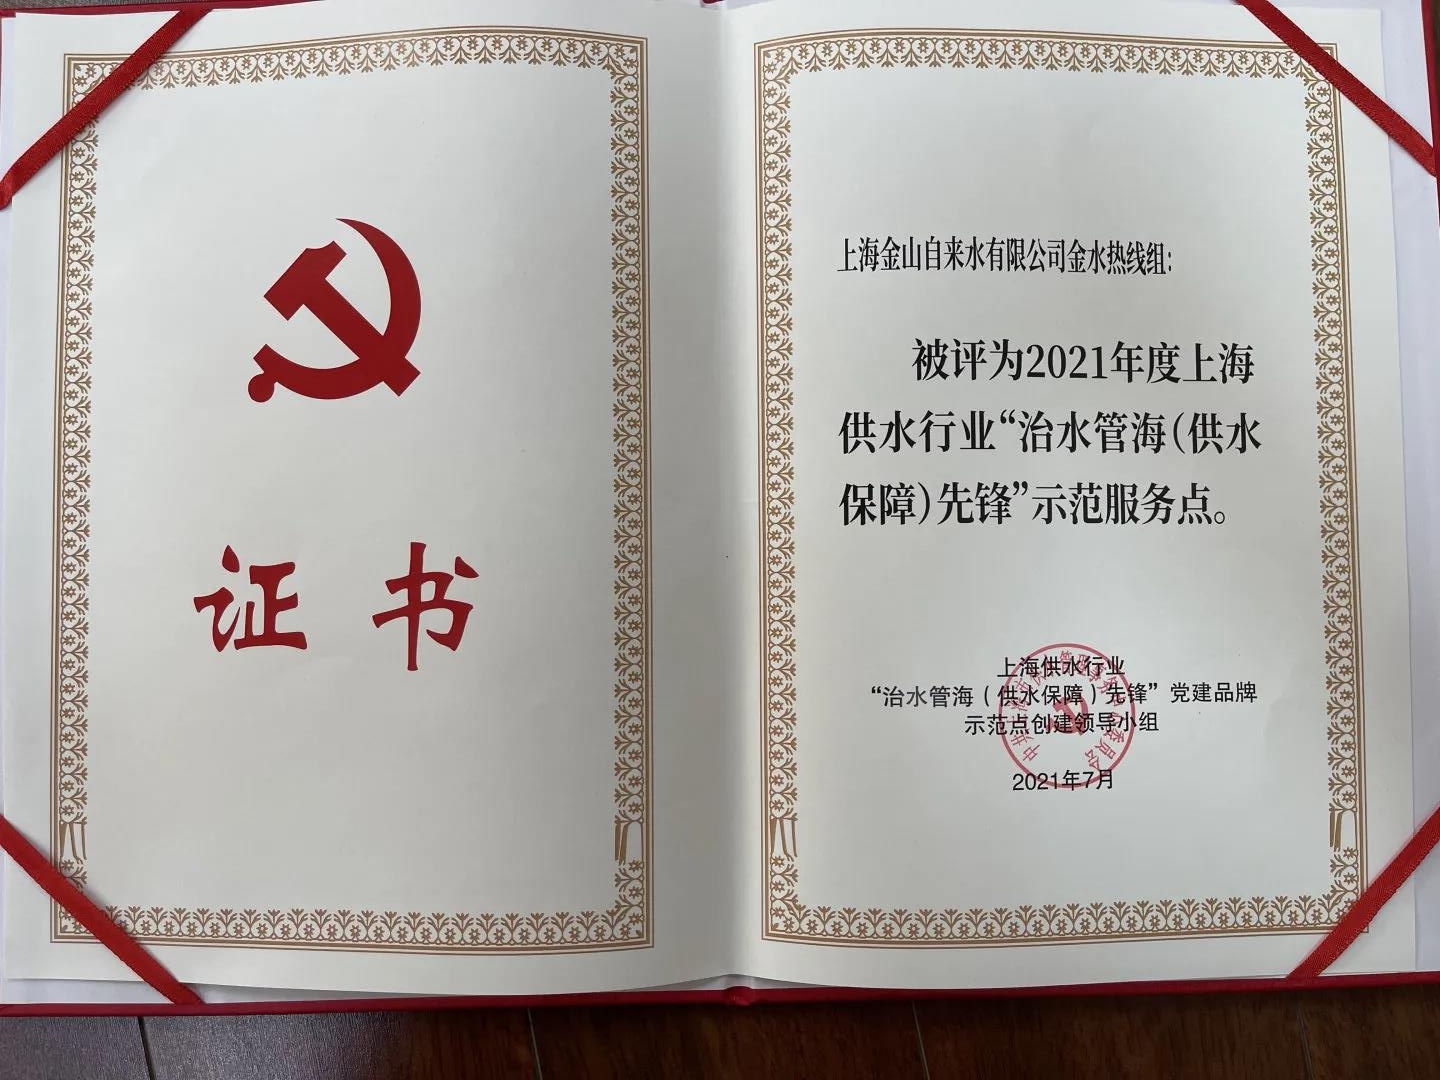 证书
上海金山自来水有限公司金水热线组：
被评为2021年度上海
供水行业“治水管海（供水
保障）先锋”示范服务点。
上海供水行业
“治水管海（供水保障）先锋”党建品牌
示范点创建领导小组
2021年7月